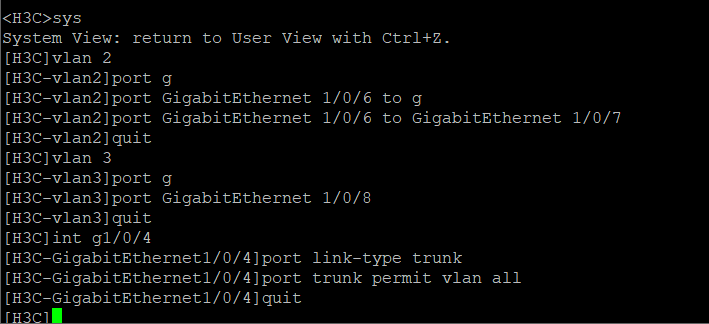 <H3C>sys
System View: return to User View with Ctrl+Z.
[H3C]vlan 2
[H3C-vlan2]port g
[H3C-vlan2]port GigabitEthernet 1/0/6 to g
[H3C-vlan2]port GigabitEthernet 1/0/6 to GigabitEthernet 1/0/7
[H3C-vlan2]quit
[H3C]vlan 3
[H3C-vlan3]port g
[H3C-vlan3]port GigabitEthernet 1/0/8
[H3C-vlan3]quit
[H3C]int g1/0/4
[H3C-GigabitEthernet1/0/4]port link-type trunk
[H3C-GigabitEthernet1/0/4]port trunk permit vlan all
[H3C-GigabitEthernet1/0/4]quit
[H3C]